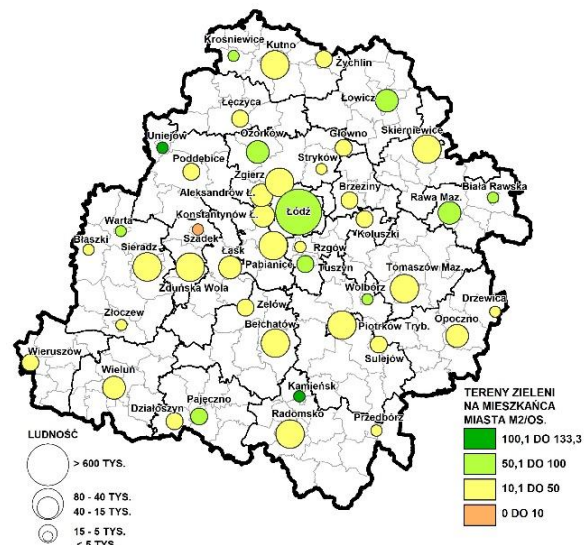 Krośniewice
Kutno
Żychlin
Łęczyca
Łowicz
Uniejów
Ozorków
Głowno
Skierniewice
Stryków
Poddębice
Zgierz
Aleksandrów Ł.
Brzeziny
Biała Rawska
Łódź
Rawa Maz.
Konstantynów Ł.
Warta
Koluszki
Szadek
Rzgów
Błaszki
Sieradz
Łask
Pabianice
Tuszyn
Zduńska Wola
Wolbórz
Tomaszów Maz.
Drzewica
Złoczew
Zelów
Bełchatów
Piotrków Tryb.
Opoczno
Sulejów
Wieruszów
Wieluń
Kamieńsk
Pajęczno
Działoszyn
Radomsko
Przedbórz
LUDNOŚĆ
> 600 TYS.
80 - 40 TYS.
40 - 15 TYS.
15 - 5 TYS.
< 5 TYS.
TERENY ZIELENI
NA MIESZKAŃCA
MIASTA M2/OS.
100,1 DO 133,3
50,1 DO 100
10,1 DO 50
0 DO 10